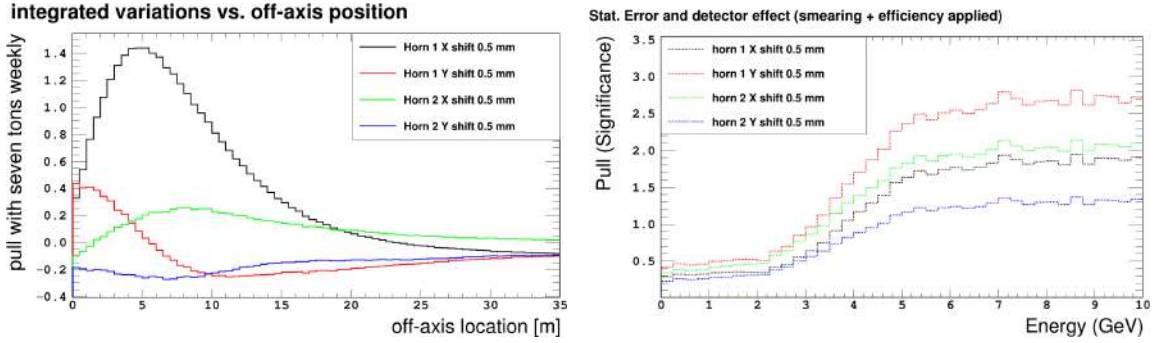 integrated variations vs. off-axis position
pull with seven tons weekly
1.4
1.2
1.0
0.8
0.6
0.4
0.2
0.0
−0.2
−0.4
Horn 1 X shift 0.5 mm
Horn 1 Y shift 0.5 mm
Horn 2 X shift 0.5 mm
Horn 2 Y shift 0.5 mm
0 5 10 15 20 25 30 35
off-axis location [m]
Stat. Error and detector effect (smearing + efficiency applied)
Pull (Significance)
3.5
3.0
2.5
2.0
1.5
1.0
0.5
horn 1 X shift 0.5 mm
horn 1 Y shift 0.5 mm
horn 2 X shift 0.5 mm
horn 2 Y shift 0.5 mm
0 1 2 3 4 5 6 7 8 9 10
Energy (GeV)